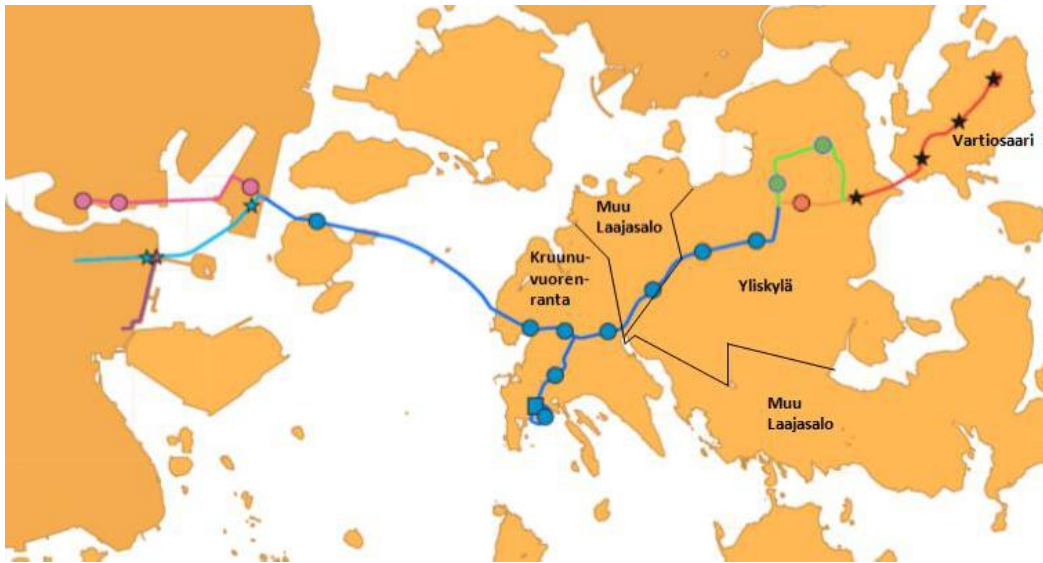 Vartiosaari
Muu
Laajasalo
Kruunu-
vuoren-
ranta
Yliskylä
Muu
Laajasalo